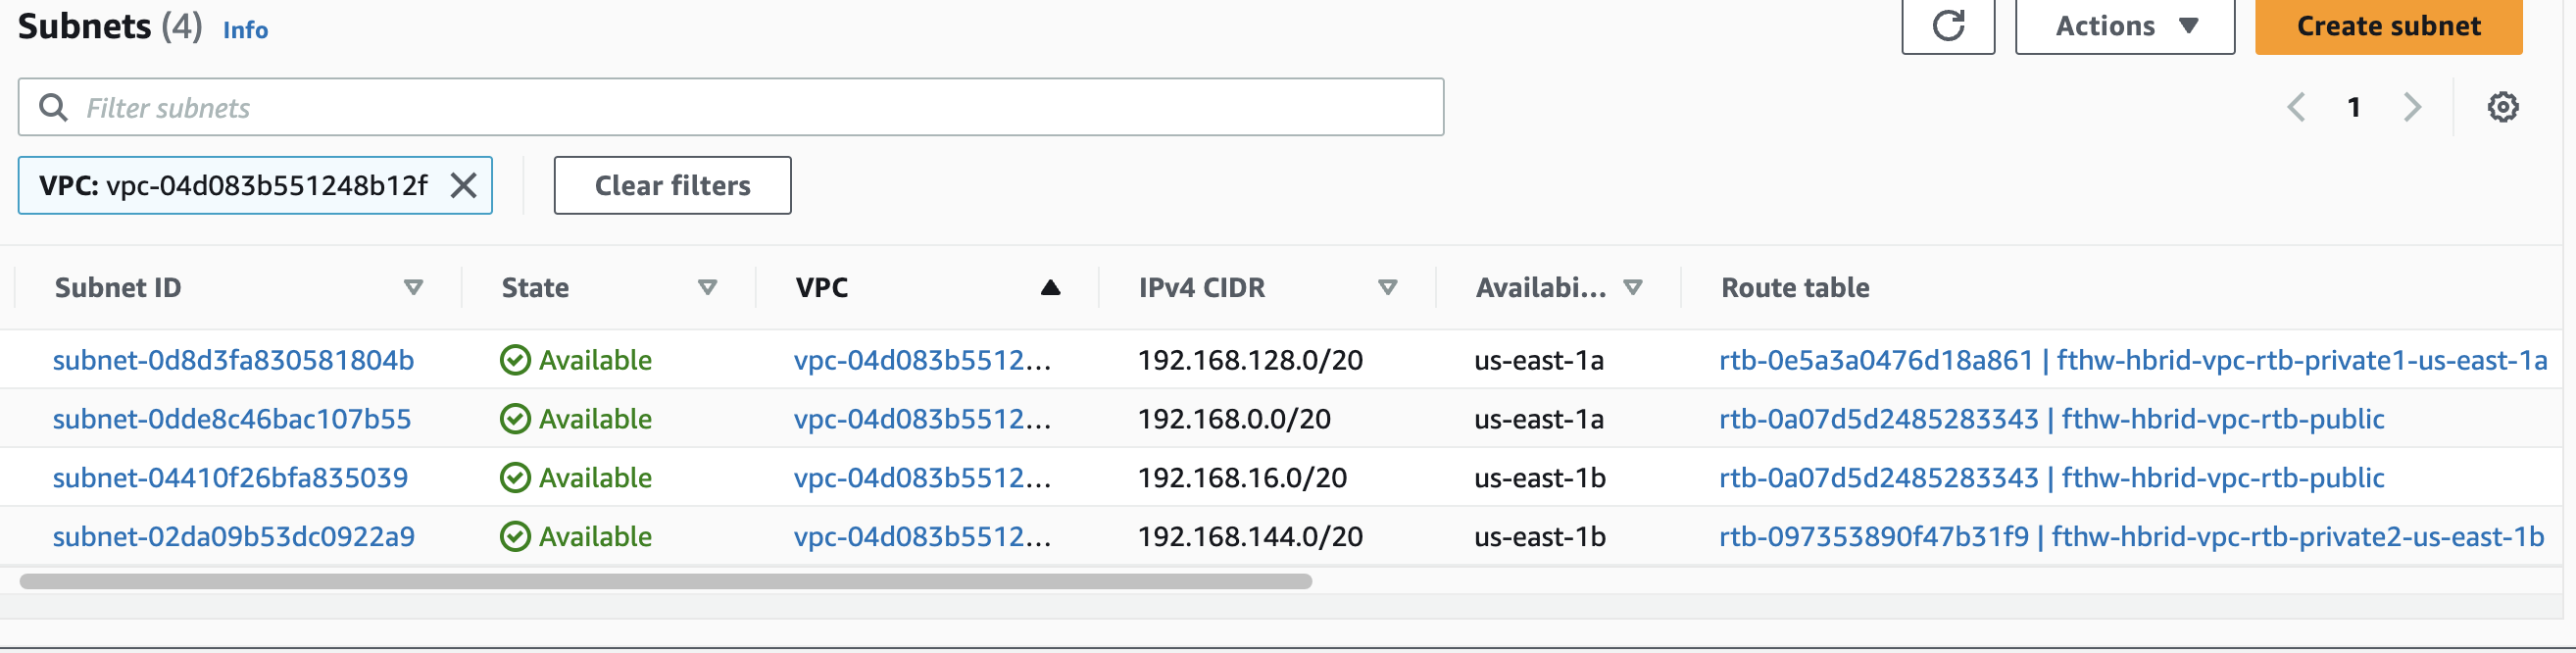 Subnets (4) Info
Actions
Create subnet
Filter subnets
1
VPC: vpc-04d083b551248b12f
Clear filters
Subnet ID State VPC IPv4 CIDR Availabi... Route table
subnet-0d8d3fa830581804b Available vpc-04d083b5512... 192.168.128.0/20 us-east-1a rtb-0e5a3a0476d18a861 | fthw-hbrid-vpc-rtb-private1-us-east-1a
subnet-0dde8c46bac107b55 Available vpc-04d083b5512... 192.168.0.0/20 us-east-1a rtb-0a07d5d2485283343 | fthw-hbrid-vpc-rtb-public
subnet-04410f26bfa835039 Available vpc-04d083b5512... 192.168.16.0/20 us-east-1b rtb-0a07d5d2485283343 | fthw-hbrid-vpc-rtb-public
subnet-02da09b53dc0922a9 Available vpc-04d083b5512... 192.168.144.0/20 us-east-1b rtb-097353890f47b31f9 | fthw-hbrid-vpc-rtb-private2-us-east-1b